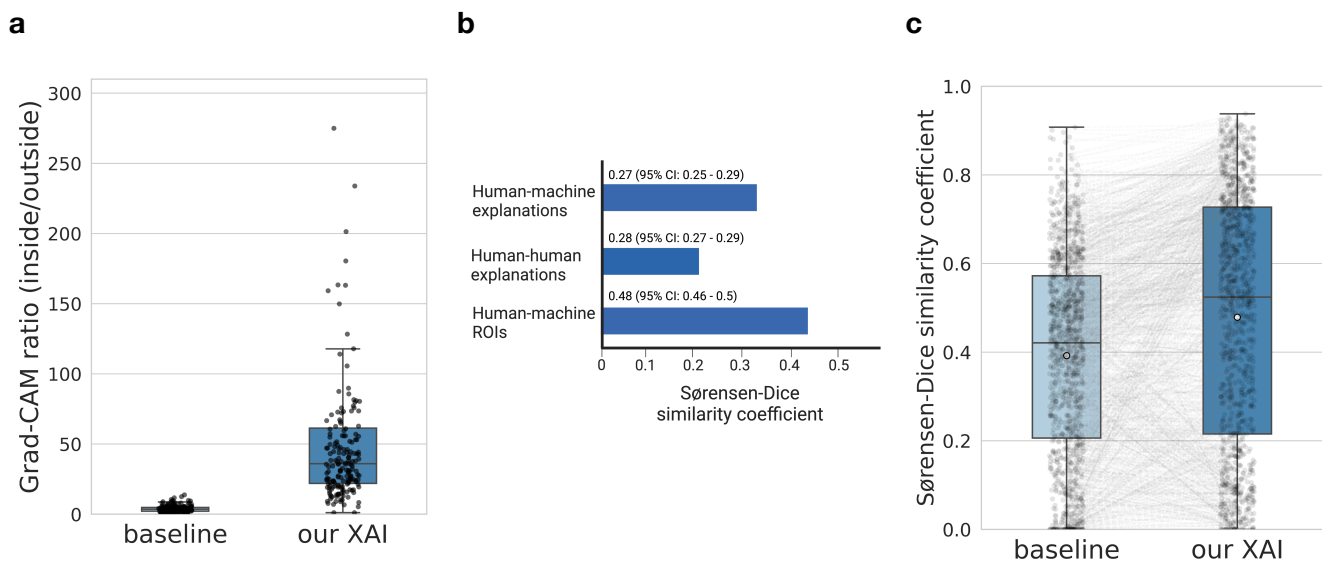 a
Grad-CAM ratio (inside/outside)
300
250
200
150
100
50
0
baseline
our XAI
b
Human-machine
explanations
0.27 (95% CI: 0.25 - 0.29)
Human-human
explanations
0.28 (95% CI: 0.27 - 0.29)
Human-machine
ROIs
0.48 (95% CI: 0.46 - 0.5)
0 0.1 0.2 0.3 0.4 0.5
Sørensen-Dice
similarity coefficient
c
Sørensen-Dice similarity coefficient
1.0
0.8
0.6
0.4
0.2
0.0
baseline
our XAI